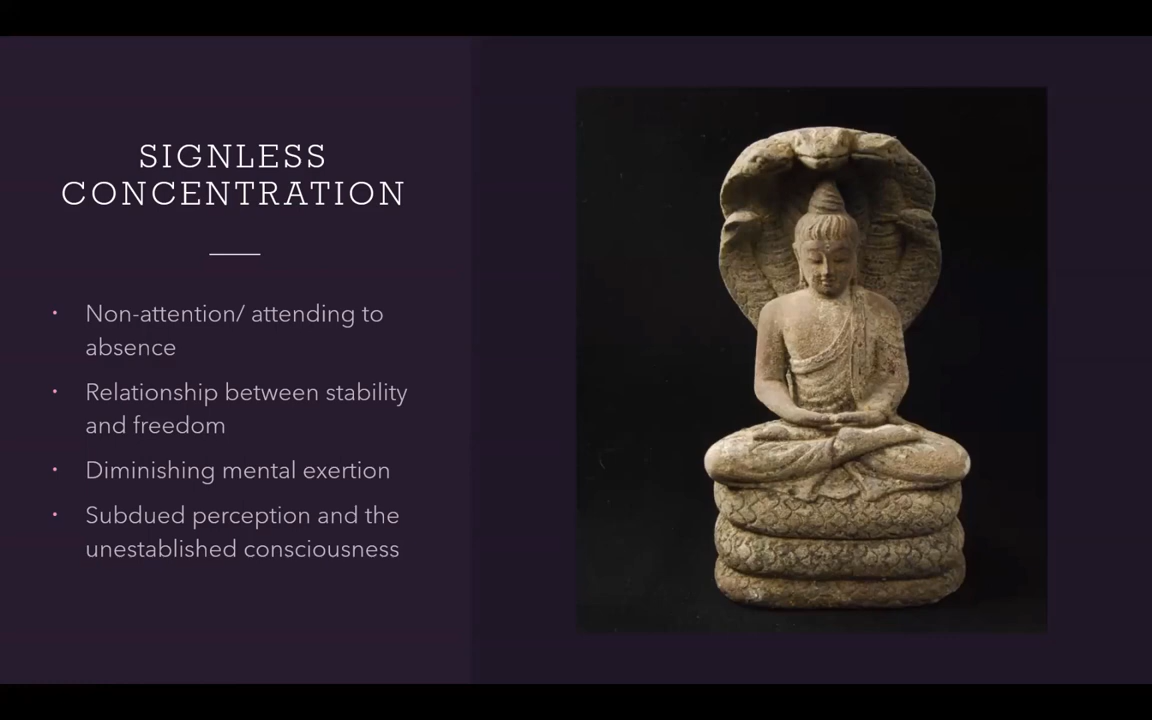 SIGNLESS
CONCENTRATION
• Non-attention/ attending to
absence
• Relationship between stability
and freedom
• Diminishing mental exertion
• Subdued perception and the
unestablished consciousness